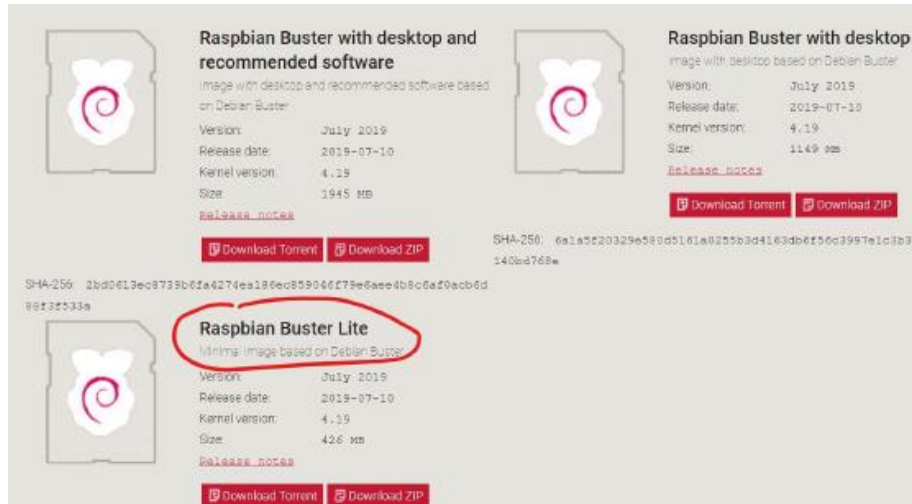 Raspbian Buster with desktop and
recommended software
Image with desktop and recommended software based
on Debian Buster
Version: July 2019
Release date: 2019-07-10
Kernel version: 4.19
Size: 1945 MB
Release notes
Download Torrent Download ZIP
SHA-256:
88f3f533a
Raspbian Buster with desktop
Image with desktop based on Debian Buster
Version: July 2019
Release date: 2019-07-10
Kernel version: 4.19
Size: 1149 MB
Release notes
Download Torrent Download ZIP
SHA-256:
140bd768e
Raspbian Buster Lite
Minimal image based on Debian Buster
Version: July 2019
Release date: 2019-07-10
Kernel version: 4.19
Size: 426 MB
Release notes
Download Torrent Download ZIP